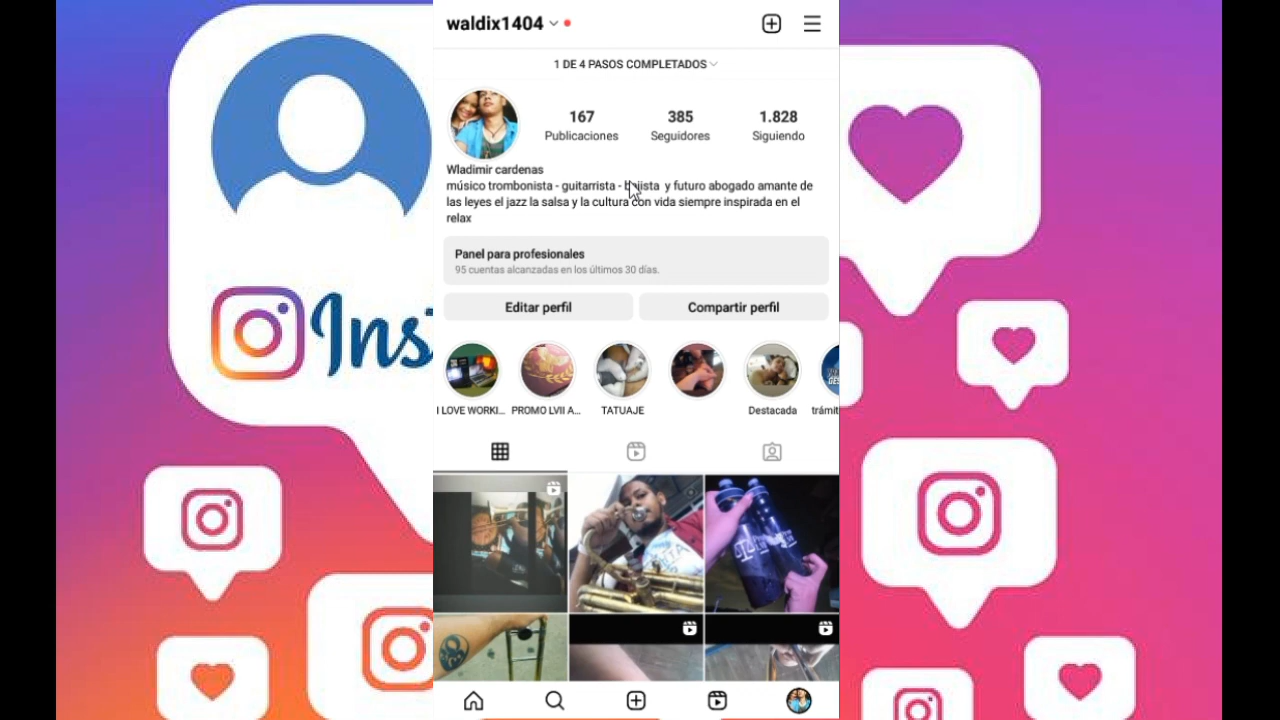 waldix1404
1 DE 4 PASOS COMPLETADOS
167
Publicaciones
385
Seguidores
1.828
Siguiendo
Wladimir cardenas
músico trombonista - guitarrista - bajista y futuro abogado amante de
las leyes el jazz la salsa y la cultura con vida siempre inspirada en el
relax
Panel para profesionales
95 cuentas alcanzadas en los últimos 30 días.
Editar perfil
Compartir perfil
I LOVE WORKI...
PROMO LVII A...
TATUAJE
Destacada
trámit
Ins